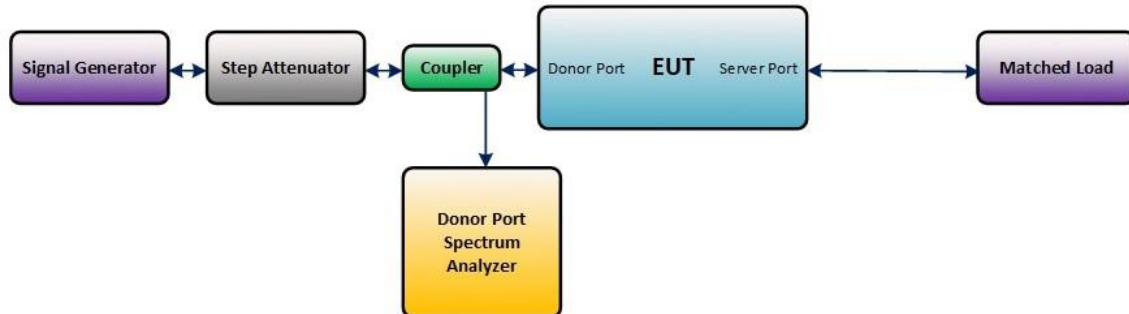 Signal Generator
Step Attenuator
Coupler
Donor Port
EUT
Server Port
Matched Load
Donor Port
Spectrum
Analyzer